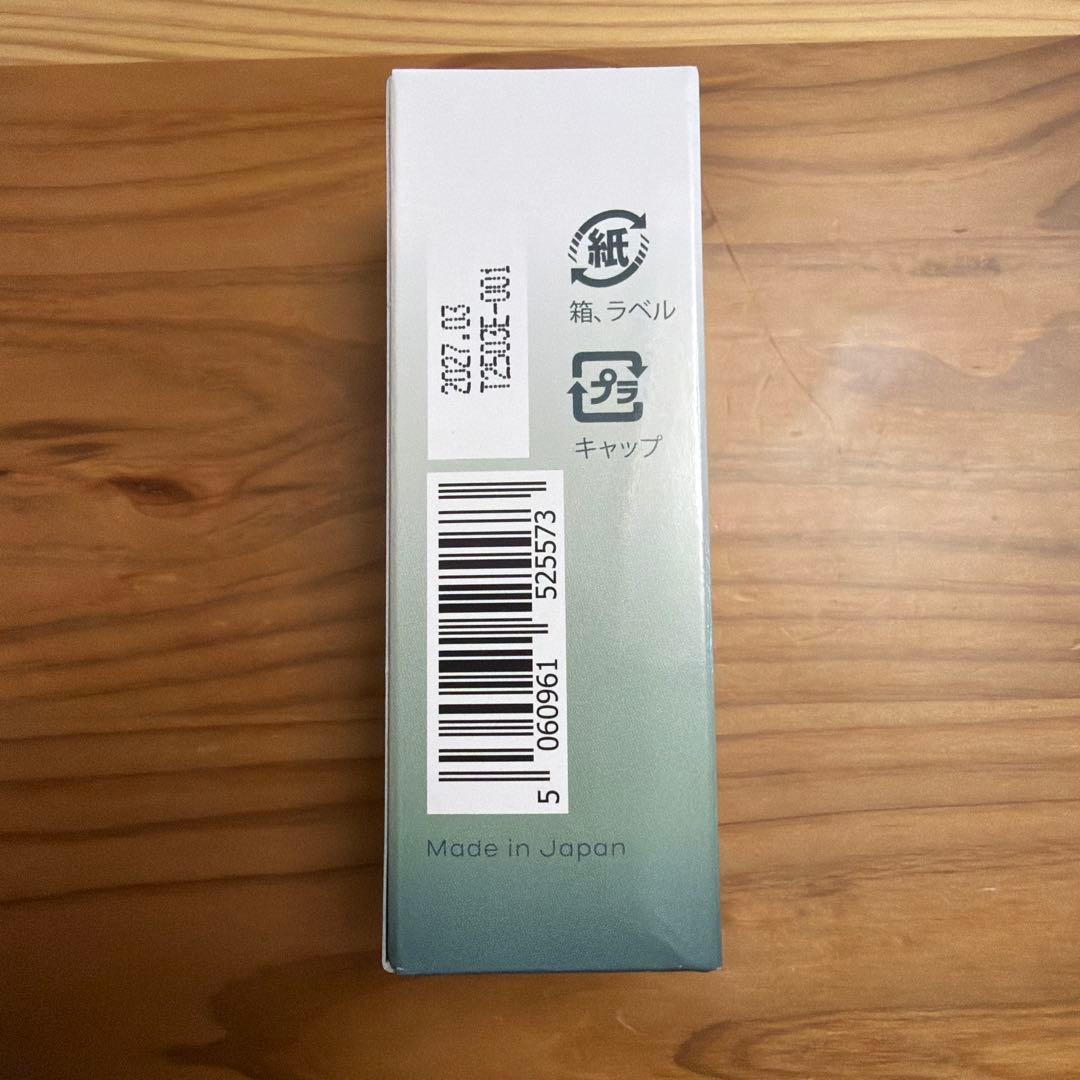 紙
箱、ラベル
プラ
キャップ
2027.03
T2503E-001
5 060961 525573
Made in Japan